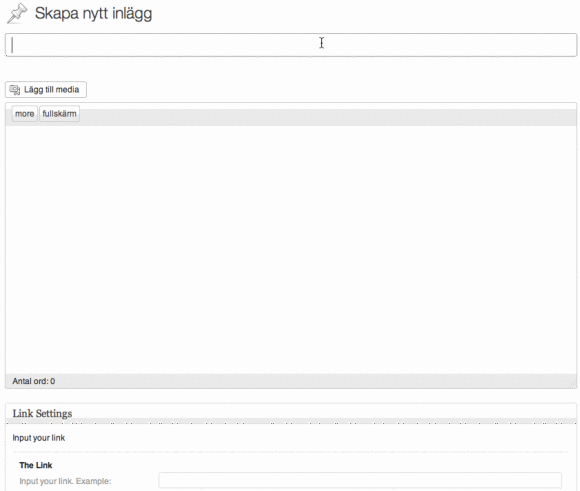 Skapa nytt inlägg
Lägg till media
more fullskärm
Antal ord: 0
Link Settings
Input your link
The Link
Input your link. Example: